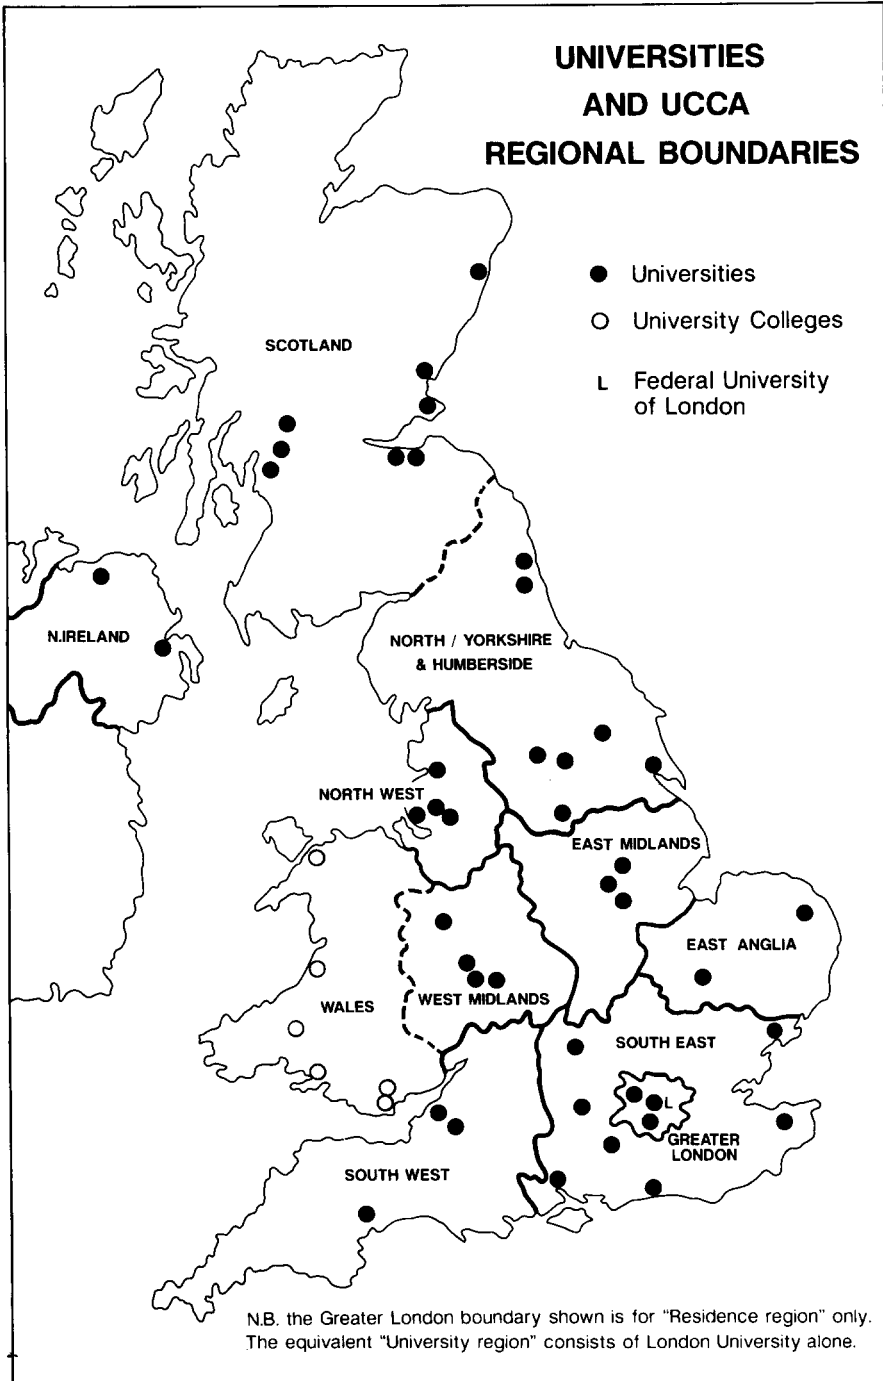 UNIVERSITIES
AND UCCA
REGIONAL BOUNDARIES
Universities
University Colleges
L Federal University
of London
SCOTLAND
N.IRELAND
NORTH / YORKSHIRE
& HUMBERSIDE
NORTH WEST
EAST MIDLANDS
EAST ANGLIA
WEST MIDLANDS
WALES
SOUTH EAST
L
GREATER
LONDON
SOUTH WEST
N.B. the Greater London boundary shown is for "Residence region" only.
The equivalent "University region" consists of London University alone.